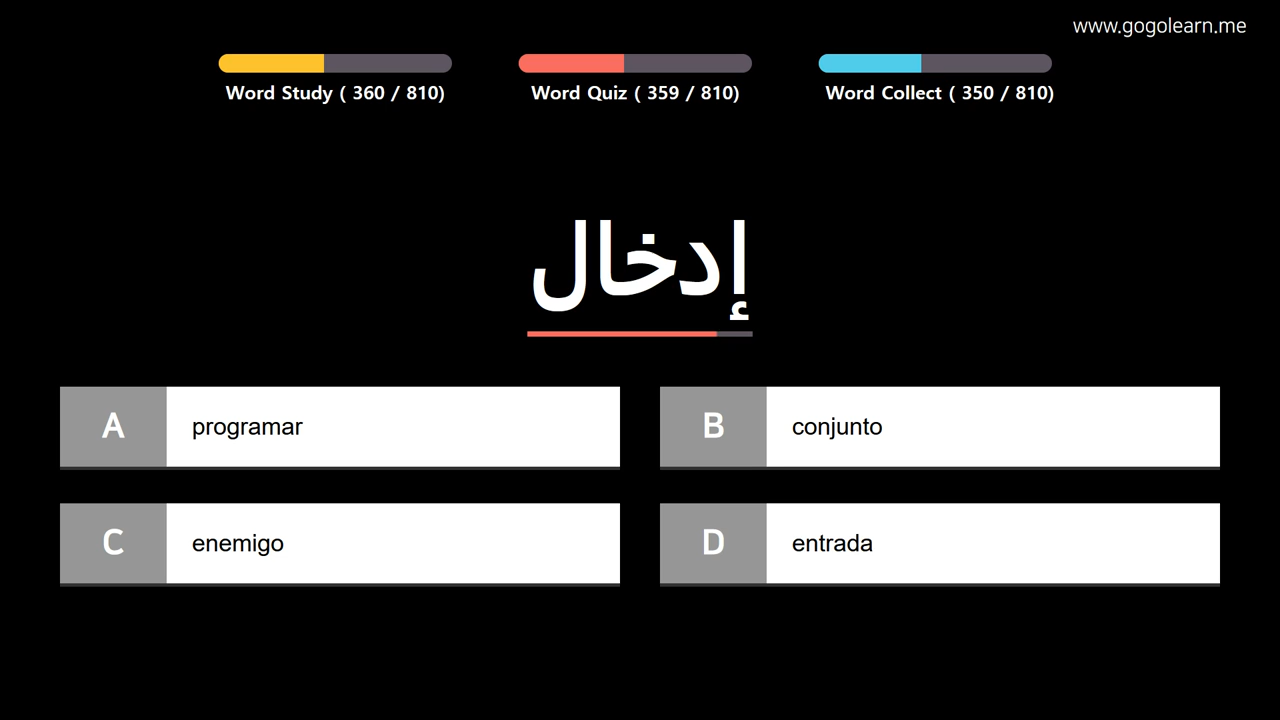 www.gogolearn.me
Word Study ( 360 / 810)
Word Quiz ( 359 / 810)
Word Collect ( 350 / 810)
إدخال
A programar
B conjunto
C enemigo
D entrada